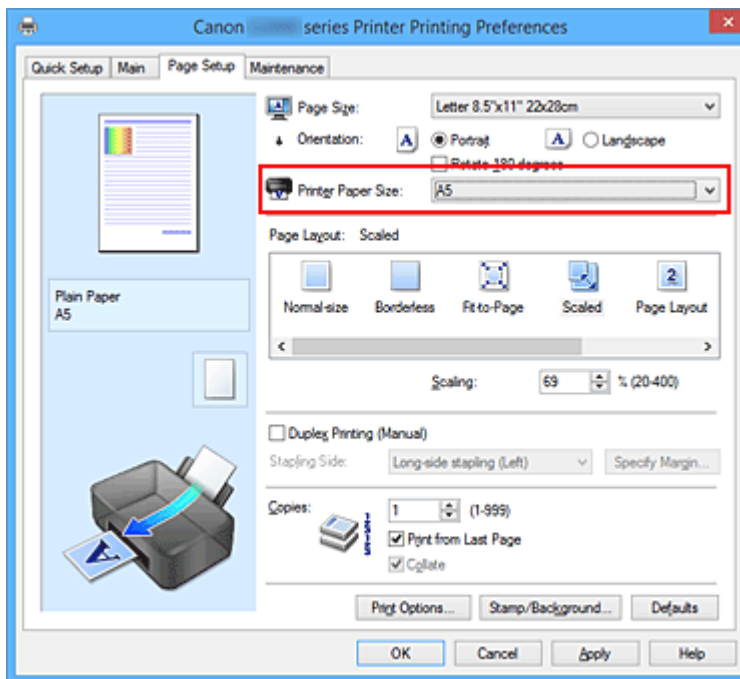 Canon series Printer Printing Preferences
Quick Setup Main Page Setup Maintenance
Page Size: Letter 8.5"x11" 22x28cm
Orientation: A Portrait A Landscape
Rotate 180 degrees
Printer Paper Size: A5
Page Layout: Scaled
Normal-size Borderless Fit-to-Page Scaled Page Layout
Plain Paper
A5
Scaling: 69 % (20-400)
Duplex Printing (Manual)
Stapling Side: Long-side stapling (Left) Specify Margin...
Copies: 1 (1-999)
Print from Last Page
Collate
Print Options... Stamp/Background... Defaults
OK Cancel Apply Help